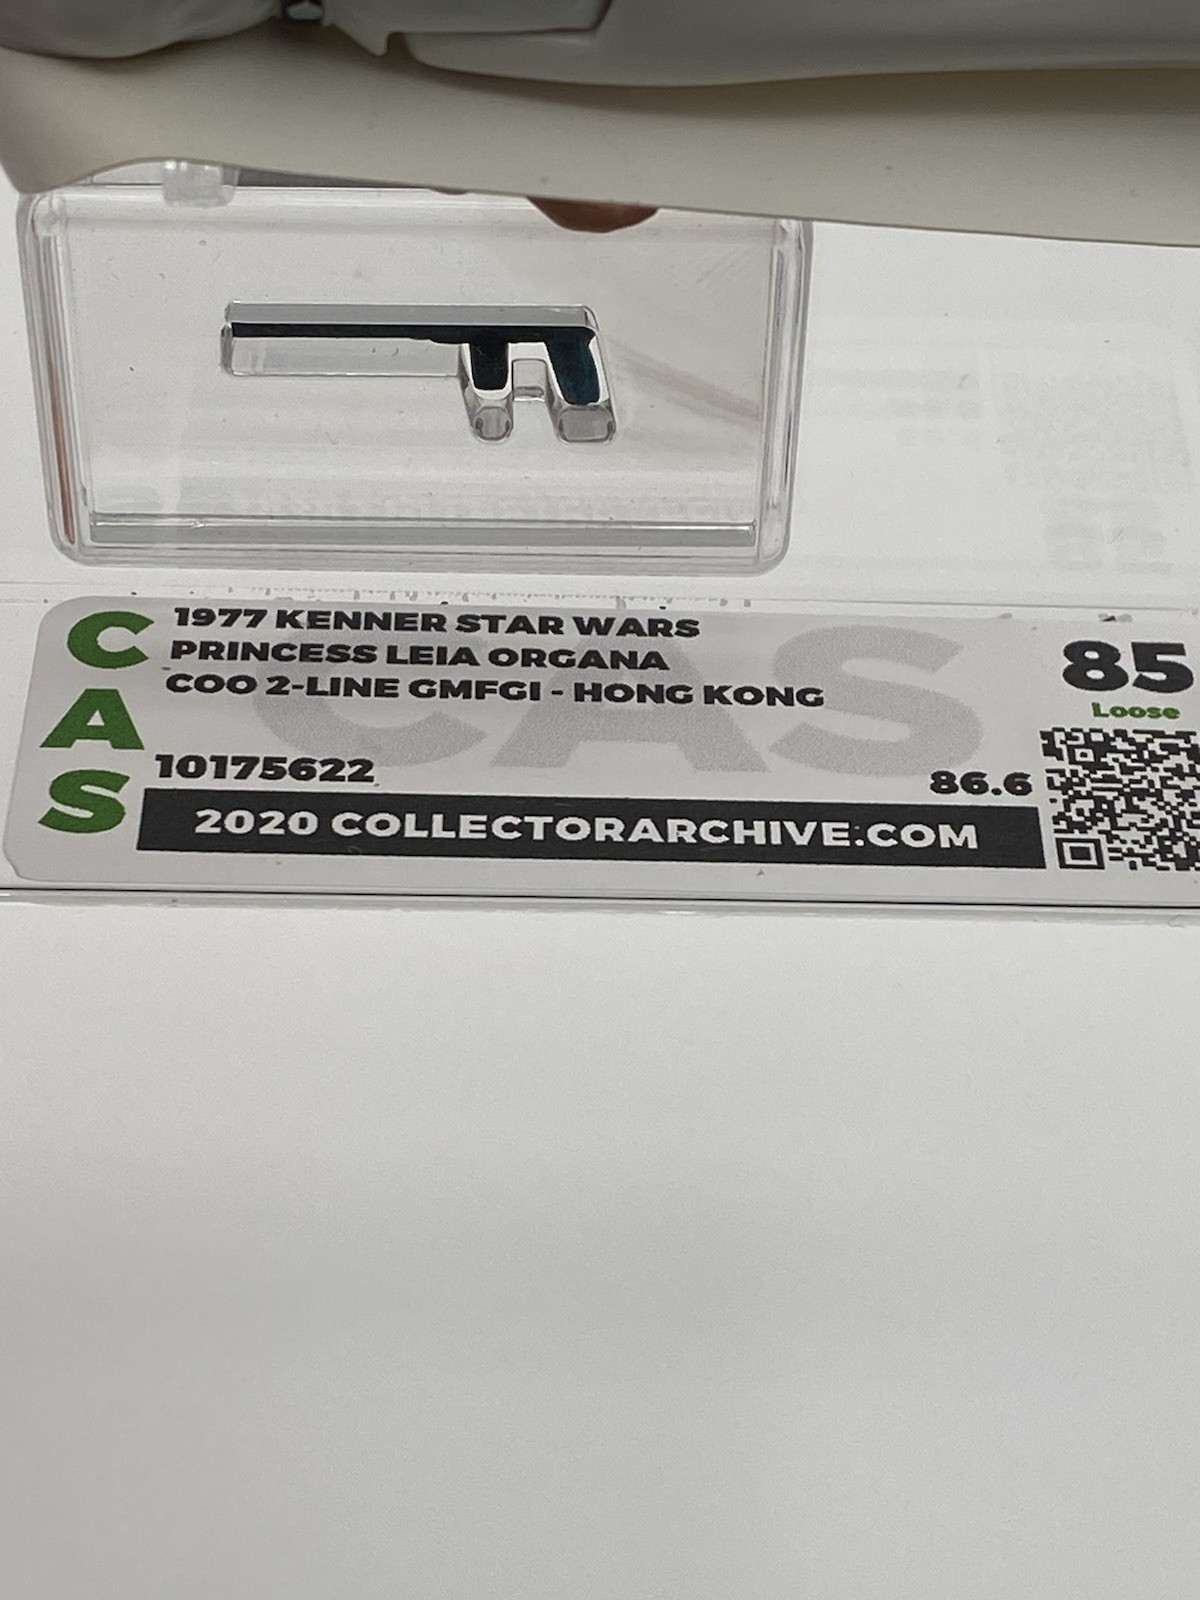 CAS
1977 KENNER STAR WARS
PRINCESS LEIA ORGANA
COO 2-LINE GMFGI - HONG KONG
10175622
CAS
85
Loose
86.6
2020 COLLECTORARCHIVE.COM